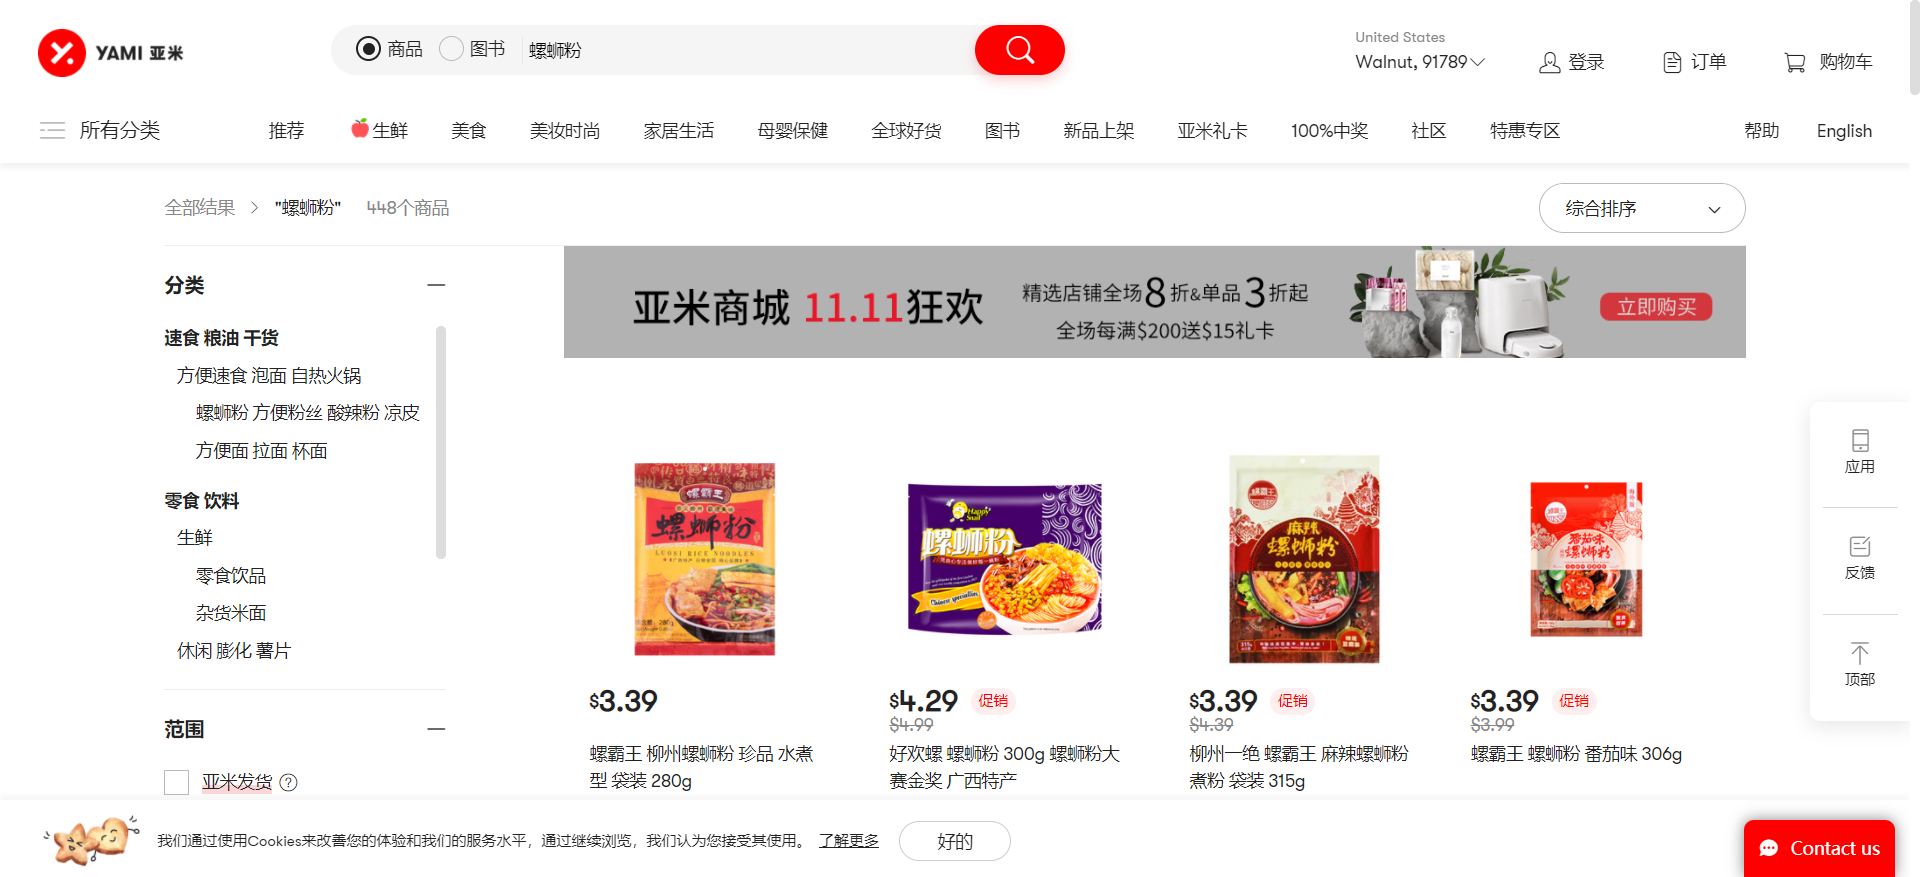 YAMI 亚米
商品
图书
螺蛳粉
United States
Walnut, 91789
登录
订单
购物车
所有分类
推荐
生鲜
美食
美妆时尚
家居生活
母婴保健
全球好货
图书
新品上架
亚米礼卡
100%中奖
社区
特惠专区
帮助
English
全部结果
"螺蛳粉"
448个商品
综合排序
分类
速食 粮油 干货
方便速食 泡面 自热火锅
螺蛳粉 方便粉丝 酸辣粉 凉皮
方便面 拉面 杯面
零食 饮料
生鲜
零食饮品
杂货米面
休闲 膨化 薯片
范围
亚米发货
亚米商城 11.11狂欢
精选店铺全场8折&单品3折起
全场每满$200送$15礼卡
立即购买
螺霸王
螺蛳粉
LUOSI RICE NOODLES
Happy Snail
螺蛳粉
Chinese specialties
螺霸王
麻辣
螺蛳粉
315g
螺霸王
番茄味
螺蛳粉
$3.39
螺霸王 柳州螺蛳粉 珍品 水煮
型 袋装 280g
$4.29 促销
$4.99
好欢螺 螺蛳粉 300g 螺蛳粉大
赛金奖 广西特产
$3.39 促销
$4.39
柳州一绝 螺霸王 麻辣螺蛳粉
煮粉 袋装 315g
$3.39 促销
$3.99
螺霸王 螺蛳粉 番茄味 306g
应用
反馈
顶部
我们通过使用Cookies来改善您的体验和我们的服务水平，通过继续浏览，我们认为您接受其使用。 了解更多
好的
Contact us